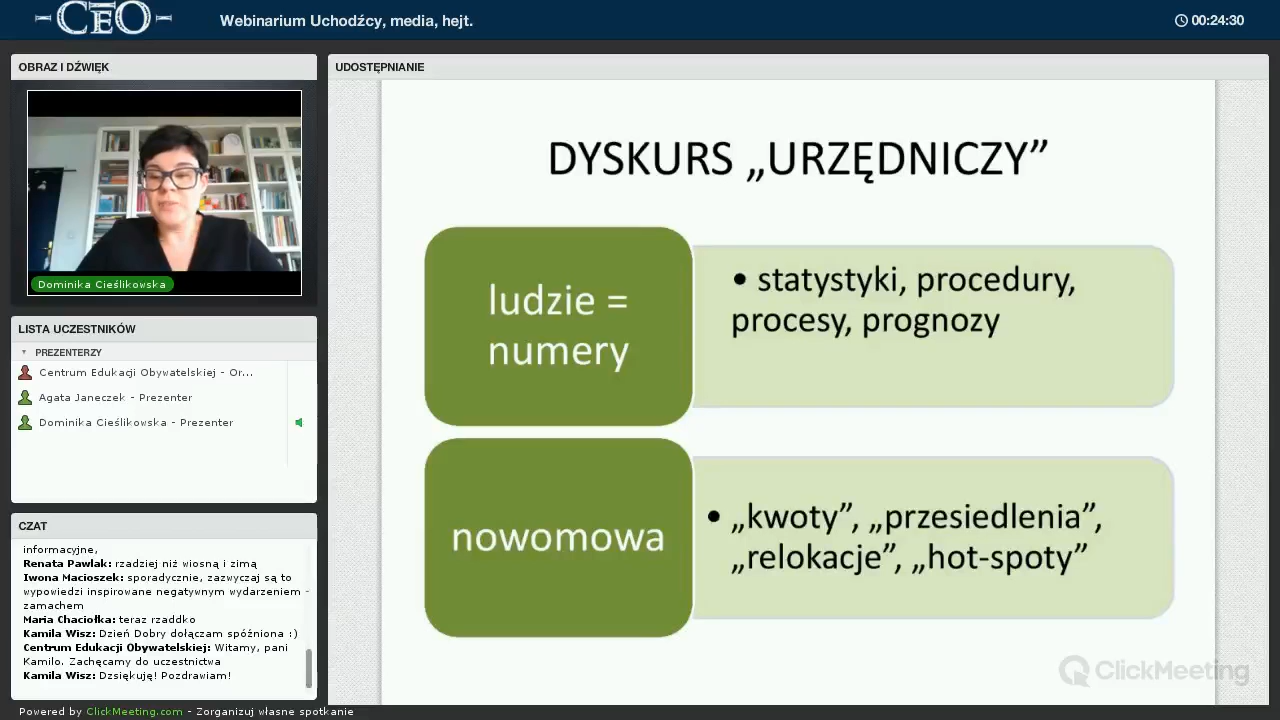 CEO
Webinarium Uchodźcy, media, hejt.
00:24:30
OBRAZ I DŹWIĘK
Dominika Cieślikowska
LISTA UCZESTNIKÓW
PREZENTERZY
Centrum Edukacji Obywatelskiej - Or...
Agata Janeczek - Prezenter
Dominika Cieślikowska - Prezenter
CZAT
informacyjne,
Renata Pawlak: rzadziej niż wiosną i zimą
Iwona Macioszek: sporadycznie, zazwyczaj są to
wypowiedzi inspirowane negatywnym wydarzeniem -
zamachem
Maria Chaciołka: teraz rzaddko
Kamila Wisz: Dzień Dobry dołączam spóźniona :)
Centrum Edukacji Obywatelskiej: Witamy, pani
Kamilo. Zachęcamy do uczestnictwa
Kamila Wisz: Dzsiękuję! Pozdrawiam!
UDOSTĘPNIANIE
DYSKURS „URZĘDNICZY”
ludzie =
numery
• statystyki, procedury,
procesy, prognozy
nowomowa
• „kwoty”, „przesiedlenia”,
„relokacje”, „hot-spoty”
ClickMeeting
Powered by ClickMeeting.com - Zorganizuj własne spotkanie